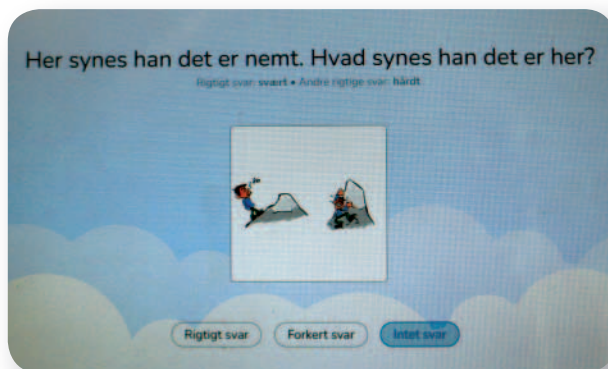 Her synes han det er nemt. Hvad synes han det er her?
Rigtigt svar: svært • Andre rigtige svar: hårdt
Rigtigt svar
Forkert svar
Intet svar